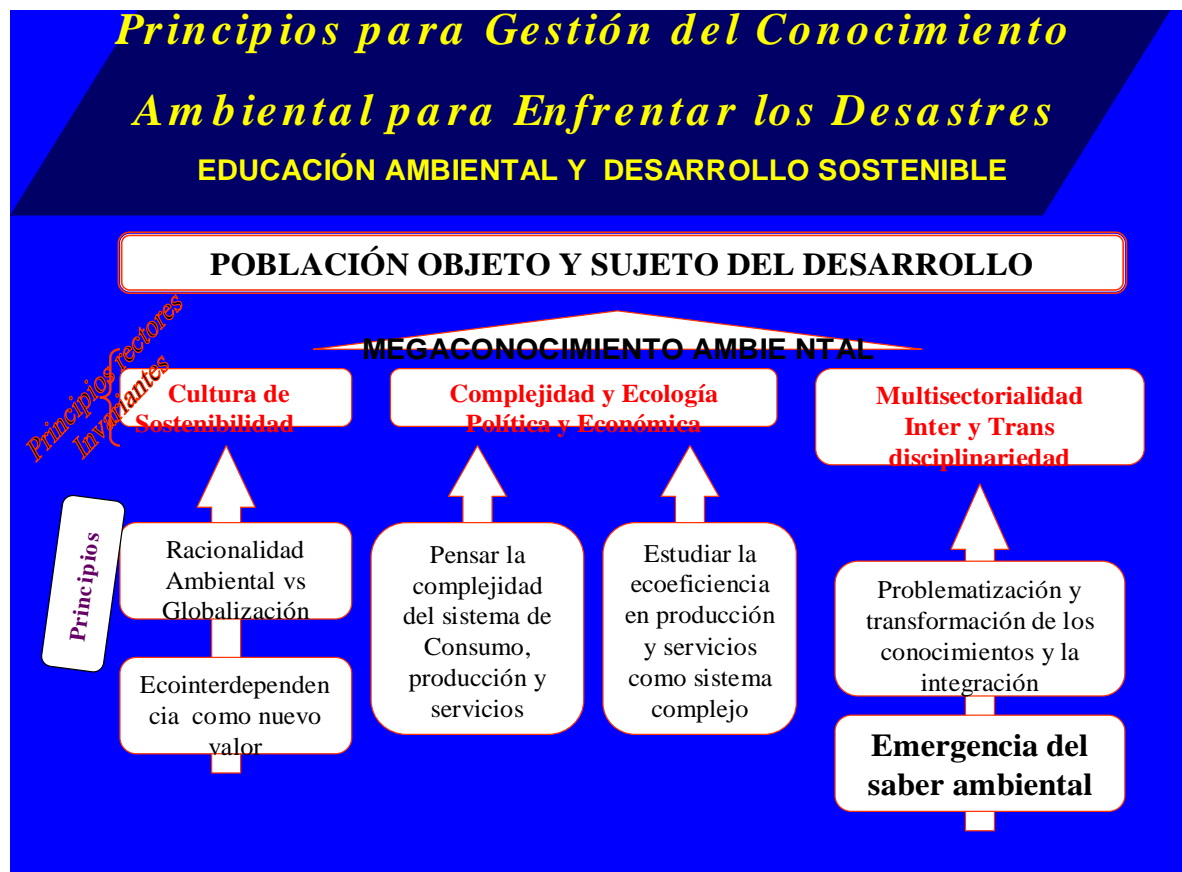 Principios para Gestión del Conocimiento
Ambiental para Enfrentar los Desastres
EDUCACIÓN AMBIENTAL Y DESARROLLO SOSTENIBLE
POBLACIÓN OBJETO Y SUJETO DEL DESARROLLO
MEGACONOCIMIENTO AMBIE NTAL
Principios rectores
Invariantes
Cultura de
Sostenibilidad
Complejidad y Ecología
Política y Económica
Multisectorialidad
Inter y Trans
disciplinariedad
Principios
Racionalidad
Ambiental vs
Globalización
Ecointerdependen
cia como nuevo
valor
Pensar la
complejidad
del sistema de
Consumo,
producción y
servicios
Estudiar la
ecoeficiencia
en producción
y servicios
como sistema
complejo
Problematización y
transformación de los
conocimientos y la
integración
Emergencia del
saber ambiental